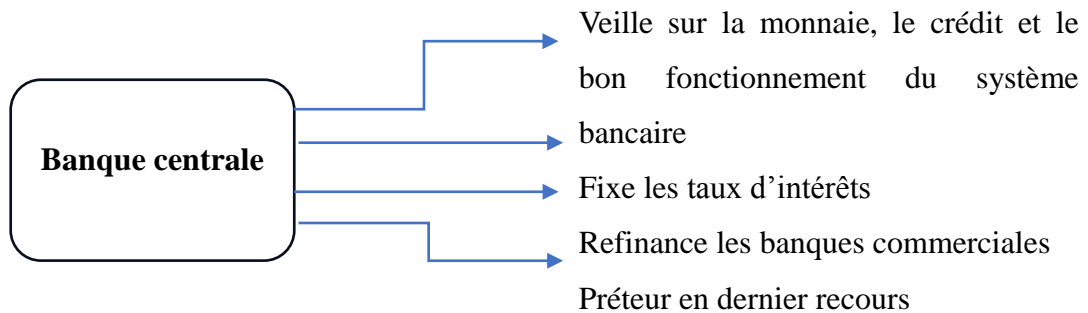 Veille sur la monnaie, le crédit et le
bon fonctionnement du système
bancaire
Banque centrale
Fixe les taux d’intérêts
Refinance les banques commerciales
Préteur en dernier recours